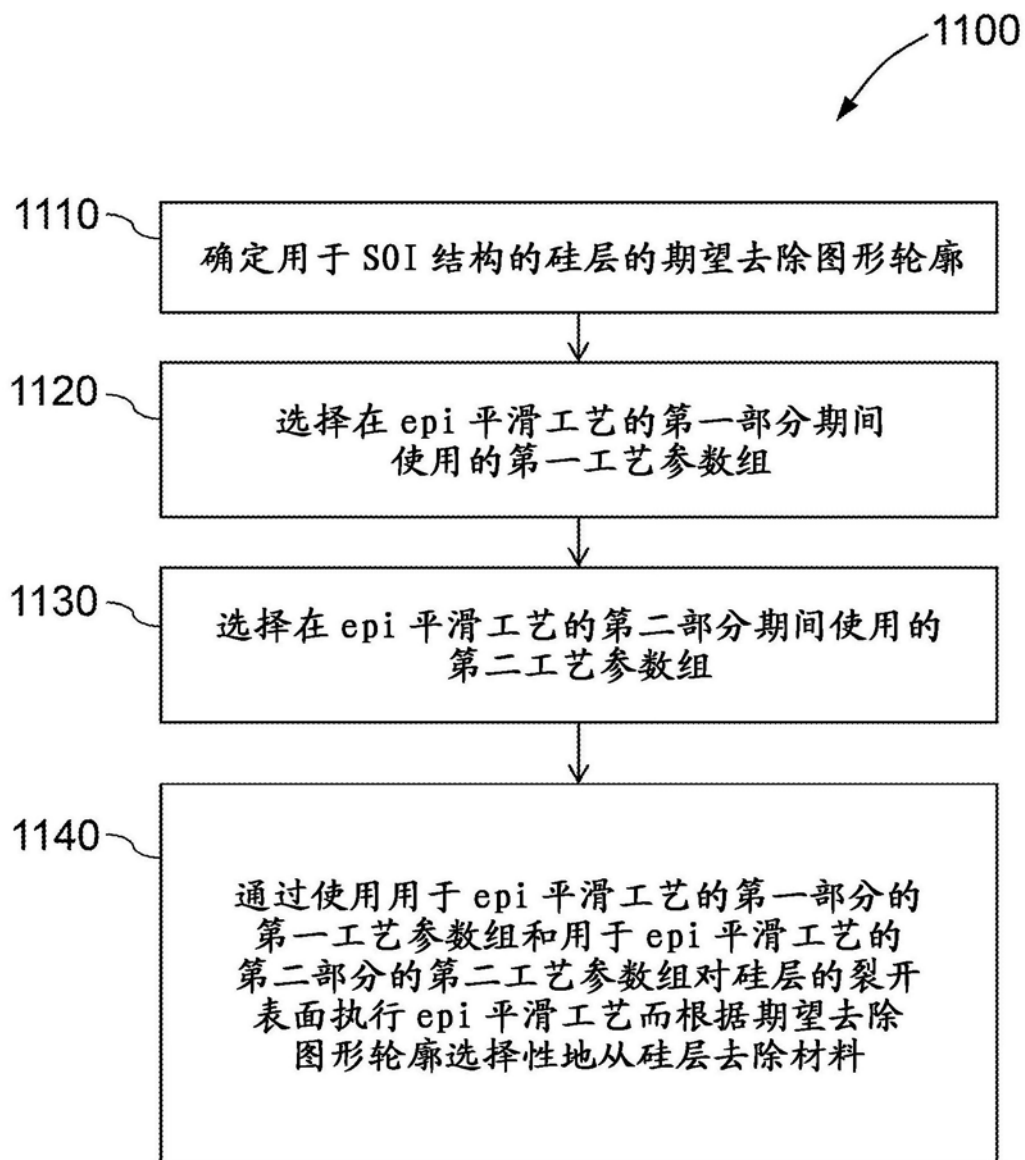 1100
1110
确定用于 SOI 结构的硅层的期望去除图形轮廓
1120
选择在 epi 平滑工艺的第一部分期间
使用的第一工艺参数组
1130
选择在 epi 平滑工艺的第二部分期间使用的
第二工艺参数组
1140
通过使用用于 epi 平滑工艺的第一部分的
第一工艺参数组和用于 epi 平滑工艺的
第二部分的第二工艺参数组对硅层的裂开
表面执行 epi 平滑工艺而根据期望去除
图形轮廓选择性地从硅层去除材料